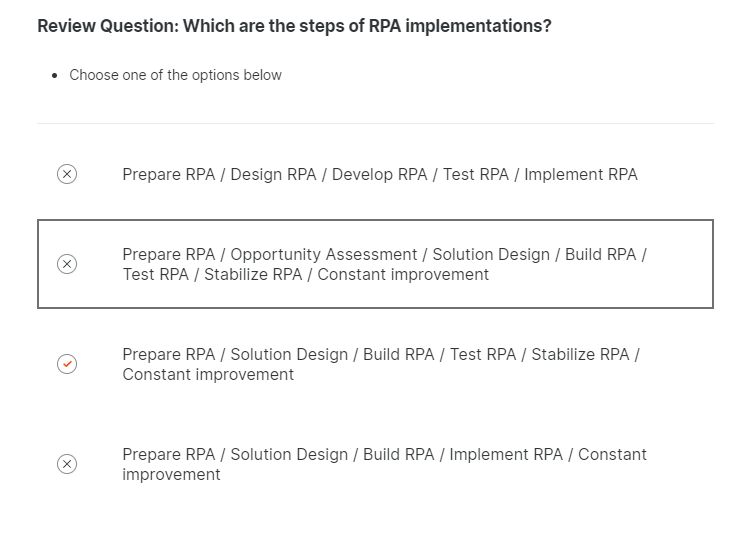 Review Question: Which are the steps of RPA implementations?
Choose one of the options below
Prepare RPA / Design RPA / Develop RPA / Test RPA / Implement RPA
Prepare RPA / Opportunity Assessment / Solution Design / Build RPA /
Test RPA / Stabilize RPA / Constant improvement
Prepare RPA / Solution Design / Build RPA / Test RPA / Stabilize RPA /
Constant improvement
Prepare RPA / Solution Design / Build RPA / Implement RPA / Constant
improvement